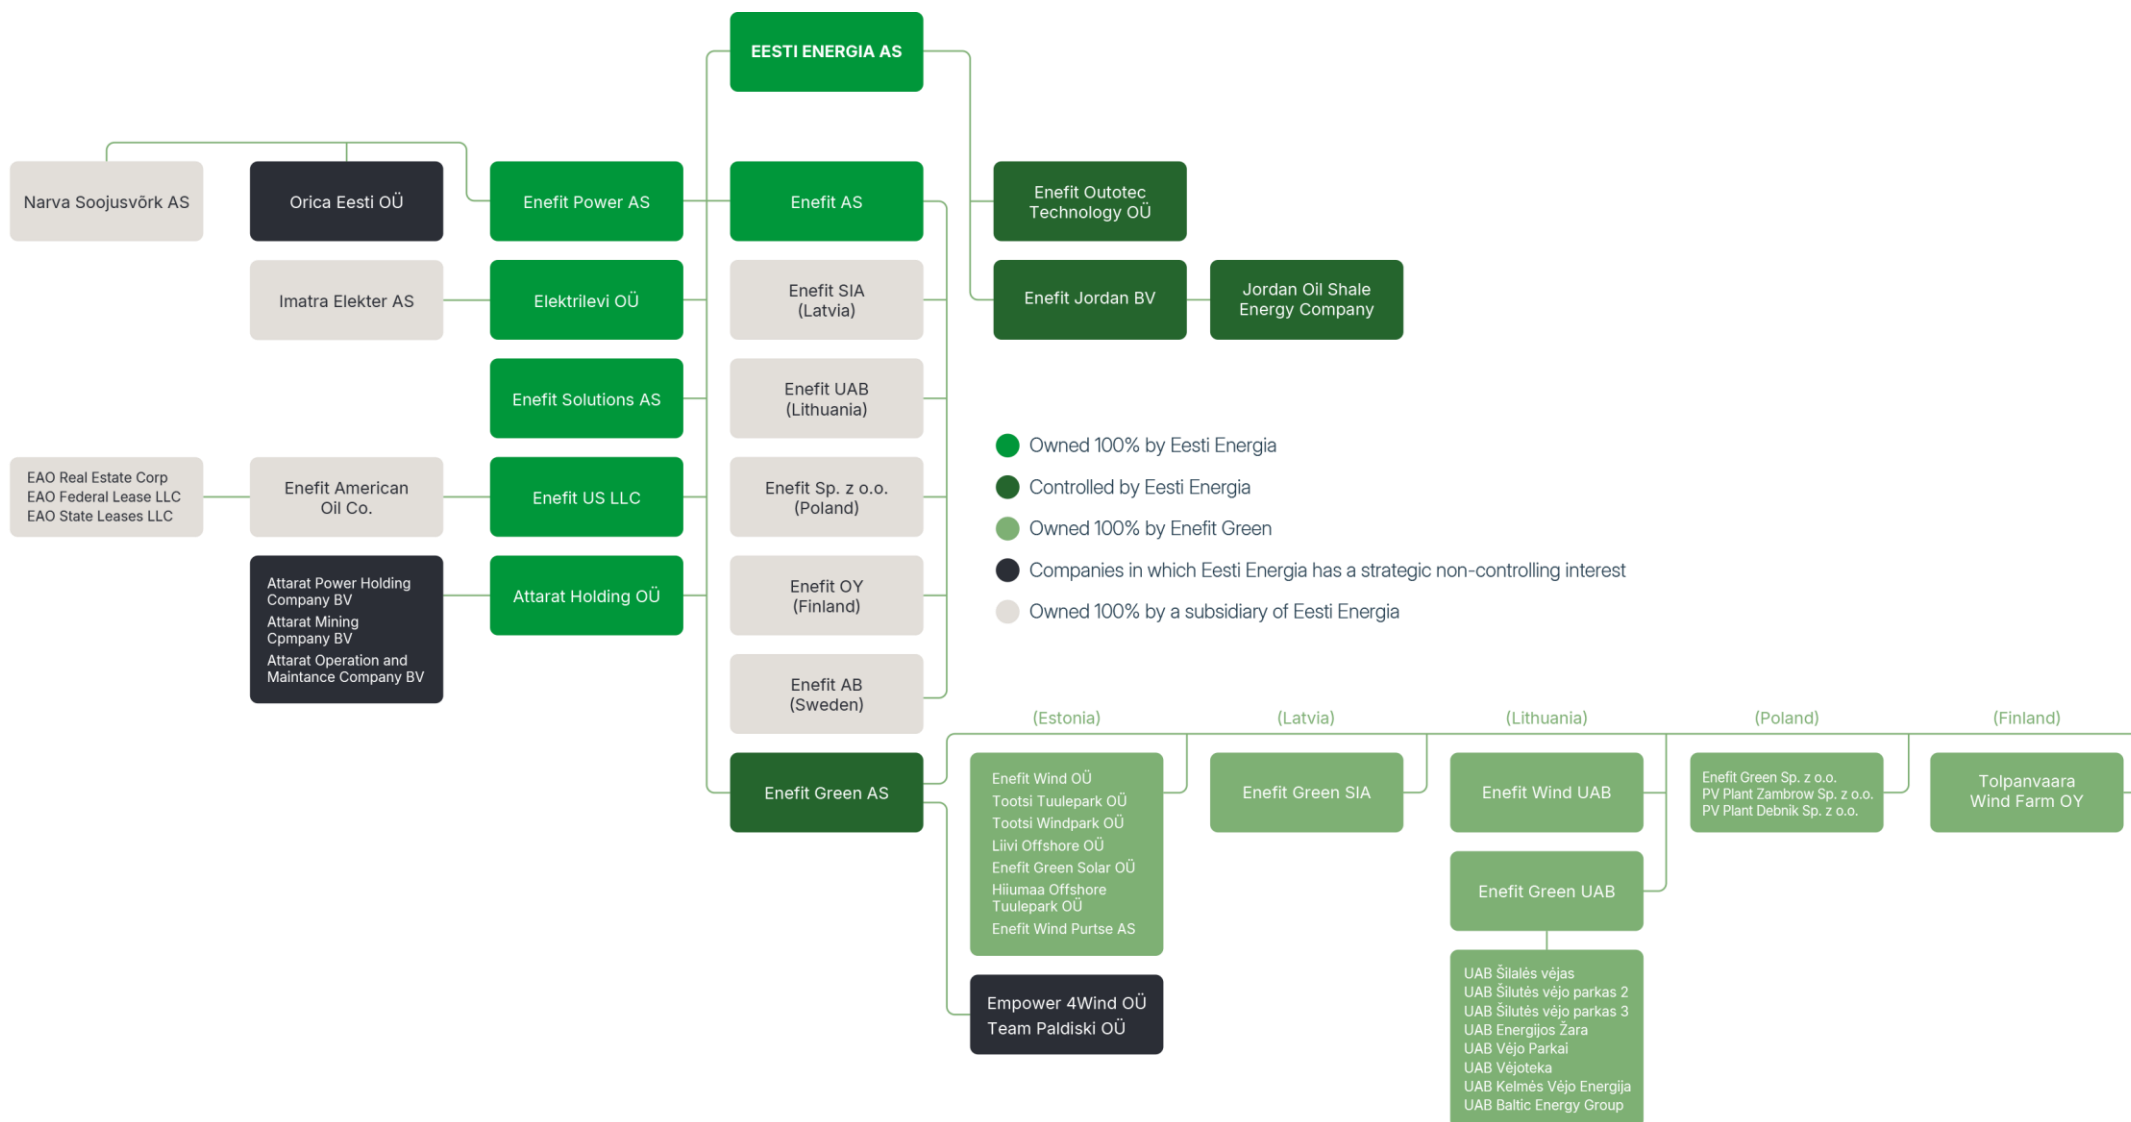 EESTI ENERGIA AS
Narva Soojusvõrk AS
Orica Eesti OÜ
Enefit Power AS
Enefit AS
Enefit Outotec
Technology OÜ
Imatra Elekter AS
Elektrilevi OÜ
Enefit SIA
(Latvia)
Enefit Jordan BV
Jordan Oil Shale
Energy Company
Enefit Solutions AS
Enefit UAB
(Lithuania)
EAO Real Estate Corp
EAO Federal Lease LLC
EAO State Leases LLC
Enefit American
Oil Co.
Enefit US LLC
Enefit Sp. z o.o.
(Poland)
Attarat Power Holding
Company BV
Attarat Mining
Cpmpany BV
Attarat Operation and
Maintance Company BV
Attarat Holding OÜ
Enefit OY
(Finland)
Enefit AB
(Sweden)
Owned 100% by Eesti Energia
Controlled by Eesti Energia
Owned 100% by Enefit Green
Companies in which Eesti Energia has a strategic non-controlling interest
Owned 100% by a subsidiary of Eesti Energia
Enefit Green AS
(Estonia)
Enefit Wind OÜ
Tootsi Tuulepark OÜ
Tootsi Windpark OÜ
Liivi Offshore OÜ
Enefit Green Solar OÜ
Hiiumaa Offshore
Tuulepark OÜ
Enefit Wind Purtse AS
Empower 4Wind OÜ
Team Paldiski OÜ
(Latvia)
Enefit Green SIA
(Lithuania)
Enefit Wind UAB
Enefit Green UAB
UAB Šilalės vėjas
UAB Šilutės vėjo parkas 2
UAB Šilutės vėjo parkas 3
UAB Energijos Žara
UAB Vėjo Parkai
UAB Vėjoteka
UAB Kelmės Vėjo Energija
UAB Baltic Energy Group
(Poland)
Enefit Green Sp. z o.o.
PV Plant Zambrow Sp. z o.o.
PV Plant Debnik Sp. z o.o.
(Finland)
Tolpanvaara
Wind Farm OY